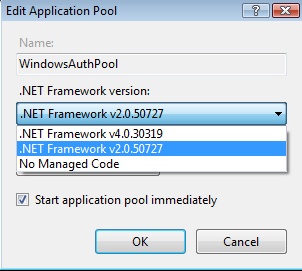 Edit Application Pool
Name:
WindowsAuthPool
.NET Framework version:
.NET Framework v2.0.50727
.NET Framework v4.0.30319
.NET Framework v2.0.50727
No Managed Code
Start application pool immediately
OK
Cancel